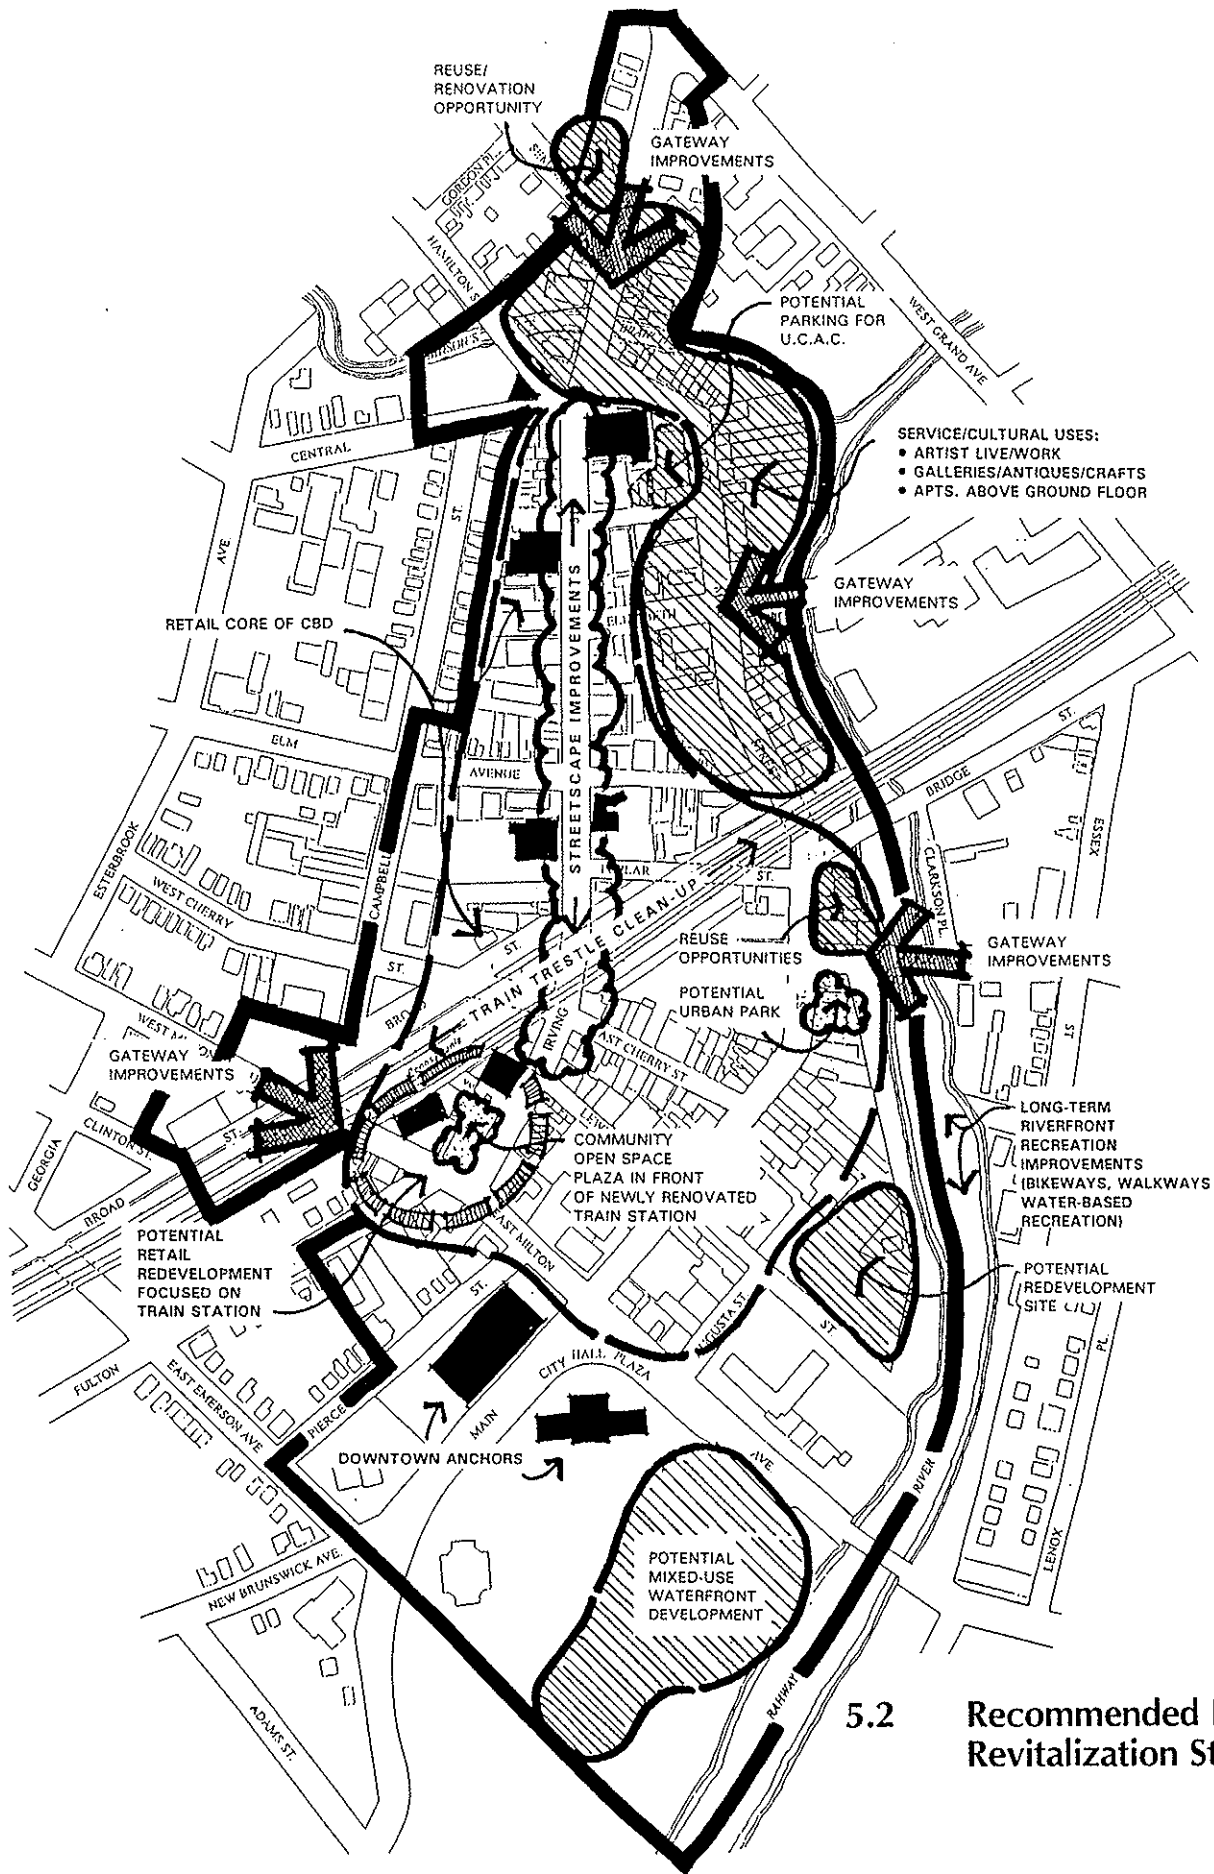 REUSE/
RENOVATION
OPPORTUNITY
GATEWAY
IMPROVEMENTS
GORDON PL.
HAMILTON S
POTENTIAL
PARKING FOR
U.C.A.C.
WEST GRAND AVE
SERVICE/CULTURAL USES:
• ARTIST LIVE/WORK
• GALLERIES/ANTIQUES/CRAFTS
• APTS. ABOVE GROUND FLOOR
CENTRAL
AVE.
ST.
GATEWAY
IMPROVEMENTS
RETAIL CORE OF CBD
STREETSCAPE IMPROVEMENTS
ELM
AVENUE
ST.
BRIDGE
ESSEX
ST
ESTERBROOK
WEST CHERRY
CAMPBELL
ST.
CLARKSON PL.
ST.
ST.
BROAD
TRAIN TRESTLE CLEAN-UP
REUSE
OPPORTUNITIES
GATEWAY
IMPROVEMENTS
POTENTIAL
URBAN PARK
IRVING
EAST CHERRY ST.
WEST MILTON
GATEWAY
IMPROVEMENTS
CLINTON ST.
GEORGIA
BROAD
ST.
COMMUNITY
OPEN SPACE
PLAZA IN FRONT
OF NEWLY RENOVATED
TRAIN STATION
LONG-TERM
RIVERFRONT
RECREATION
IMPROVEMENTS
(BIKEWAYS, WALKWAYS
WATER-BASED
RECREATION)
POTENTIAL
RETAIL
REDEVELOPMENT
FOCUSED ON
TRAIN STATION
EAST MILTON
ST.
AUGUSTA ST.
ST.
POTENTIAL
REDEVELOPMENT
SITE
PL.
CITY HALL PLAZA
FULTON
EAST EMERSON AVE
PIERCE
MAIN
AVE.
DOWNTOWN ANCHORS
RIVER
LENOX
NEW BRUNSWICK AVE.
POTENTIAL
MIXED-USE
WATERFRONT
DEVELOPMENT
ADAMS ST.
RAHWAY
5.2 Recommended
Revitalization